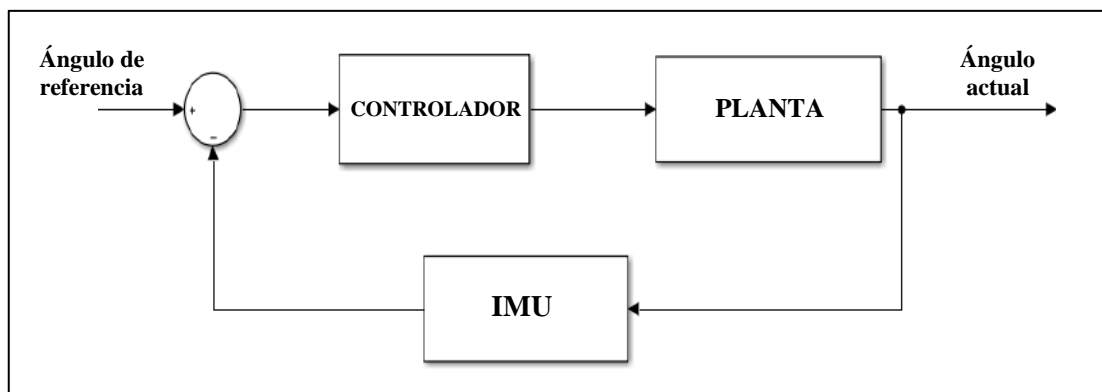 Ángulo de
referencia
+
-
CONTROLADOR
PLANTA
Ángulo
actual
IMU